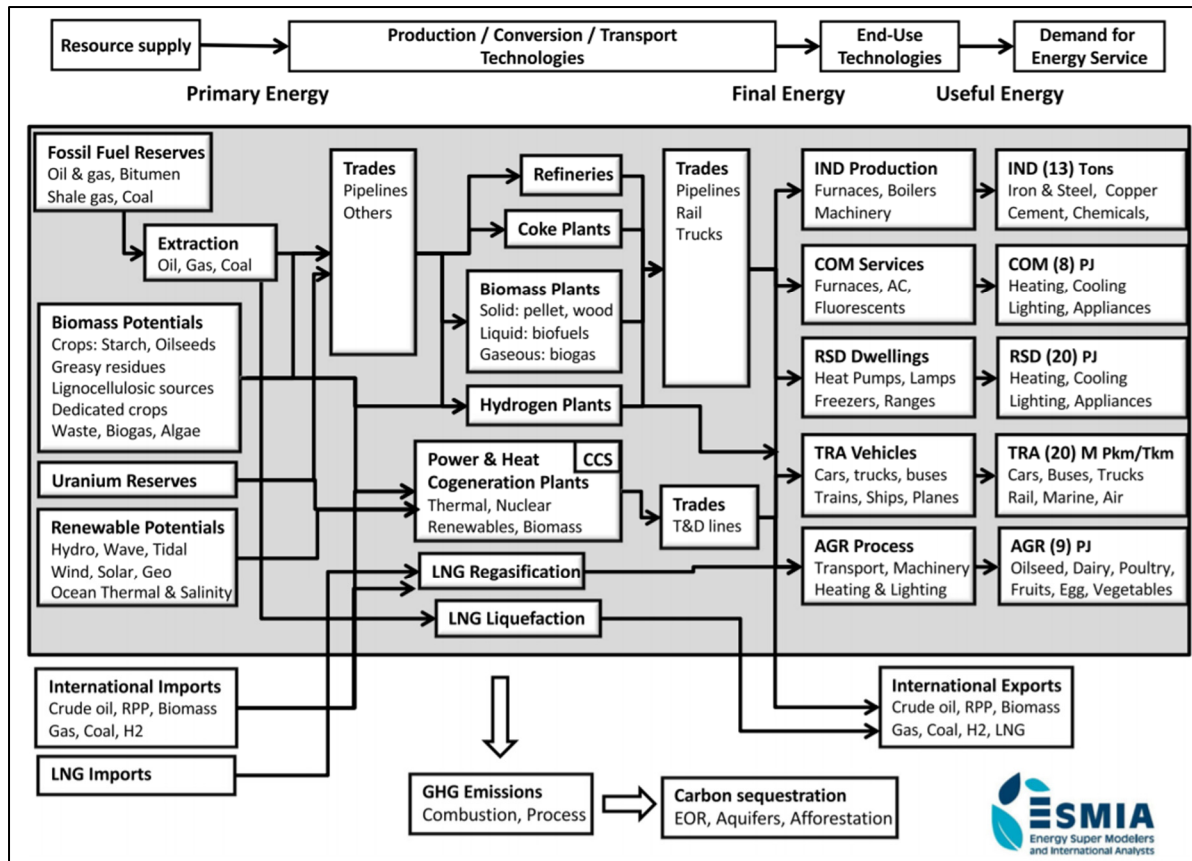 Resource supply
Production / Conversion / Transport
Technologies
End-Use
Technologies
Demand for
Energy Service
Primary Energy
Final Energy
Useful Energy
Fossil Fuel Reserves
Oil & gas, Bitumen
Shale gas, Coal
Extraction
Oil, Gas, Coal
Biomass Potentials
Crops: Starch, Oilseeds
Greasy residues
Lignocellulosic sources
Dedicated crops
Waste, Biogas, Algae
Uranium Reserves
Renewable Potentials
Hydro, Wave, Tidal
Wind, Solar, Geo
Ocean Thermal & Salinity
Trades
Pipelines
Others
Refineries
Coke Plants
Biomass Plants
Solid: pellet, wood
Liquid: biofuels
Gaseous: biogas
Hydrogen Plants
Power & Heat
Cogeneration Plants
Thermal, Nuclear
Renewables, Biomass
CCS
LNG Regasification
LNG Liquefaction
Trades
Pipelines
Rail
Trucks
Trades
T&D lines
IND Production
Furnaces, Boilers
Machinery
IND (13) Tons
Iron & Steel, Copper
Cement, Chemicals,
COM Services
Furnaces, AC,
Fluorescents
COM (8) PJ
Heating, Cooling
Lighting, Appliances
RSD Dwellings
Heat Pumps, Lamps
Freezers, Ranges
RSD (20) PJ
Heating, Cooling
Lighting, Appliances
TRA Vehicles
Cars, trucks, buses
Trains, Ships, Planes
TRA (20) M Pkm/Tkm
Cars, Buses, Trucks
Rail, Marine, Air
AGR Process
Transport, Machinery
Heating & Lighting
AGR (9) PJ
Oilseed, Dairy, Poultry,
Fruits, Egg, Vegetables
International Imports
Crude oil, RPP, Biomass
Gas, Coal, H2
LNG Imports
International Exports
Crude oil, RPP, Biomass
Gas, Coal, H2, LNG
GHG Emissions
Combustion, Process
Carbon sequestration
EOR, Aquifers, Afforestation
ESMIA
Energy Super Modelers
and International Analysts